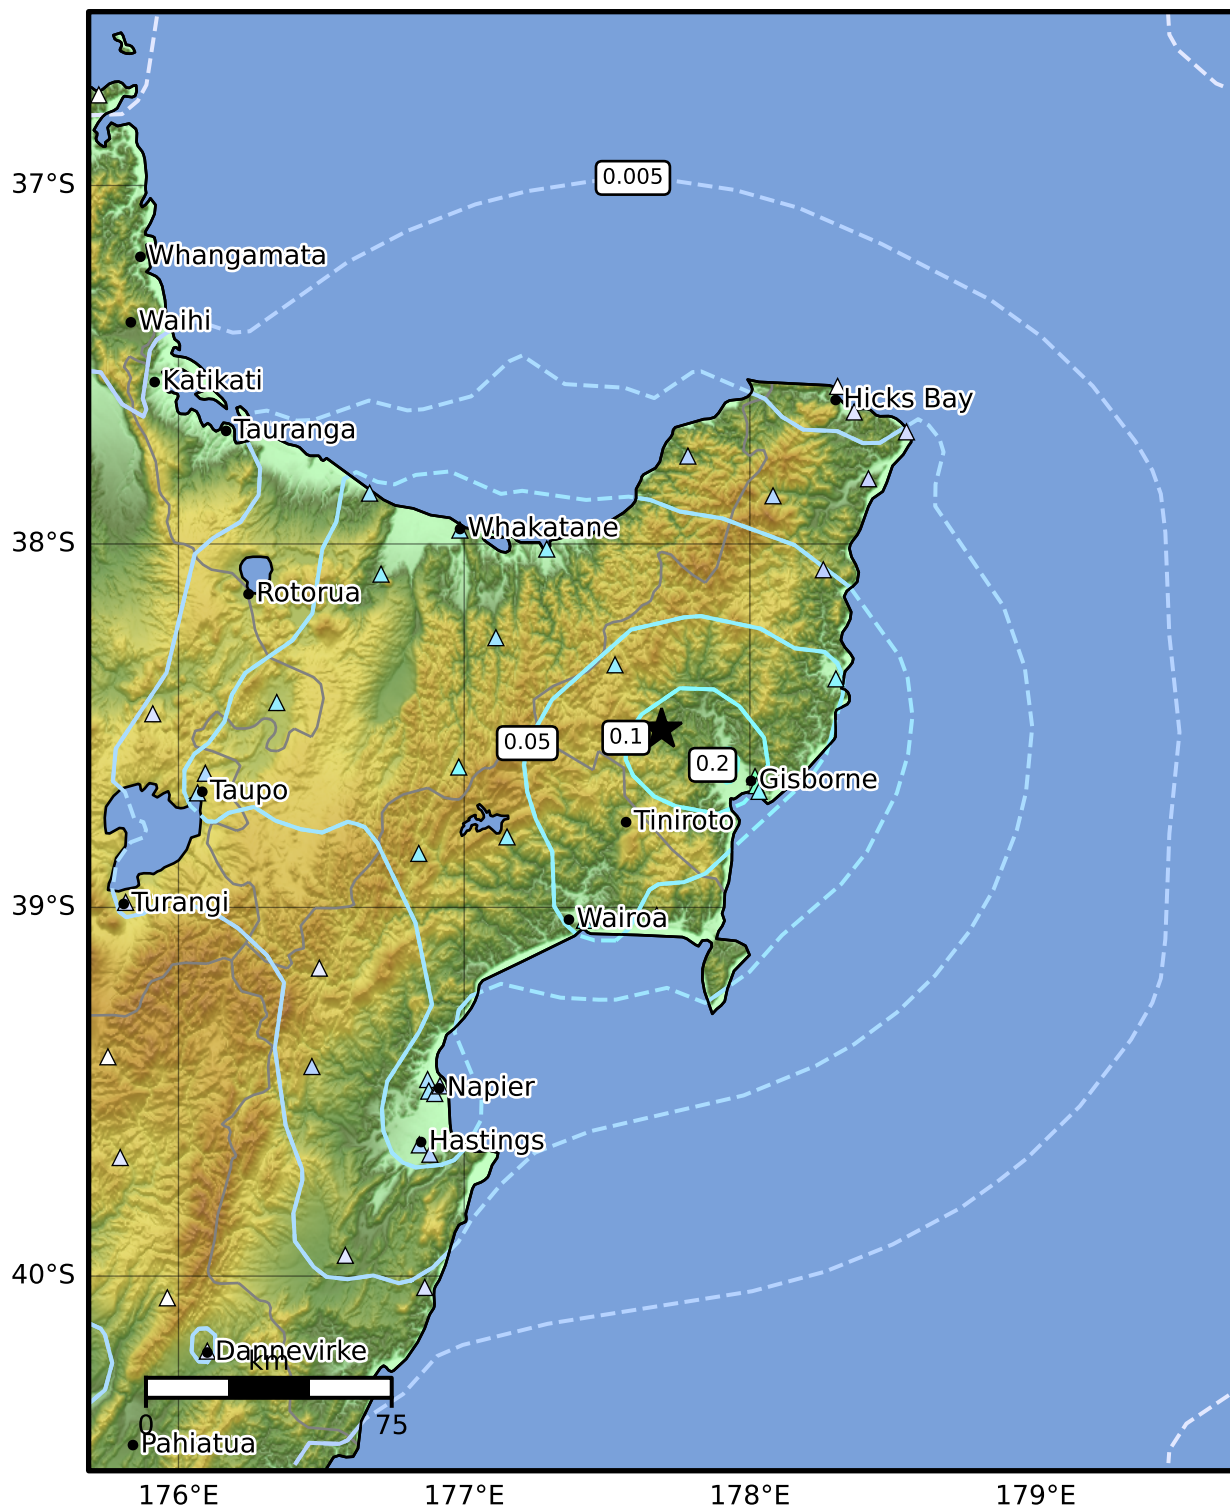 0.005
37°S
Whangamata
Waihi
Katikati
Hicks Bay
Tauranga
Whakatane
38°S
Rotorua
0.05
0.1
0.2
Gisborne
Taupo
Tiniroto
39°S
Turangi
Wairoa
Napier
Hastings
40°S
Dannevirke
km
0
75
Pahiatua
176°E
177°E
178°E
179°E